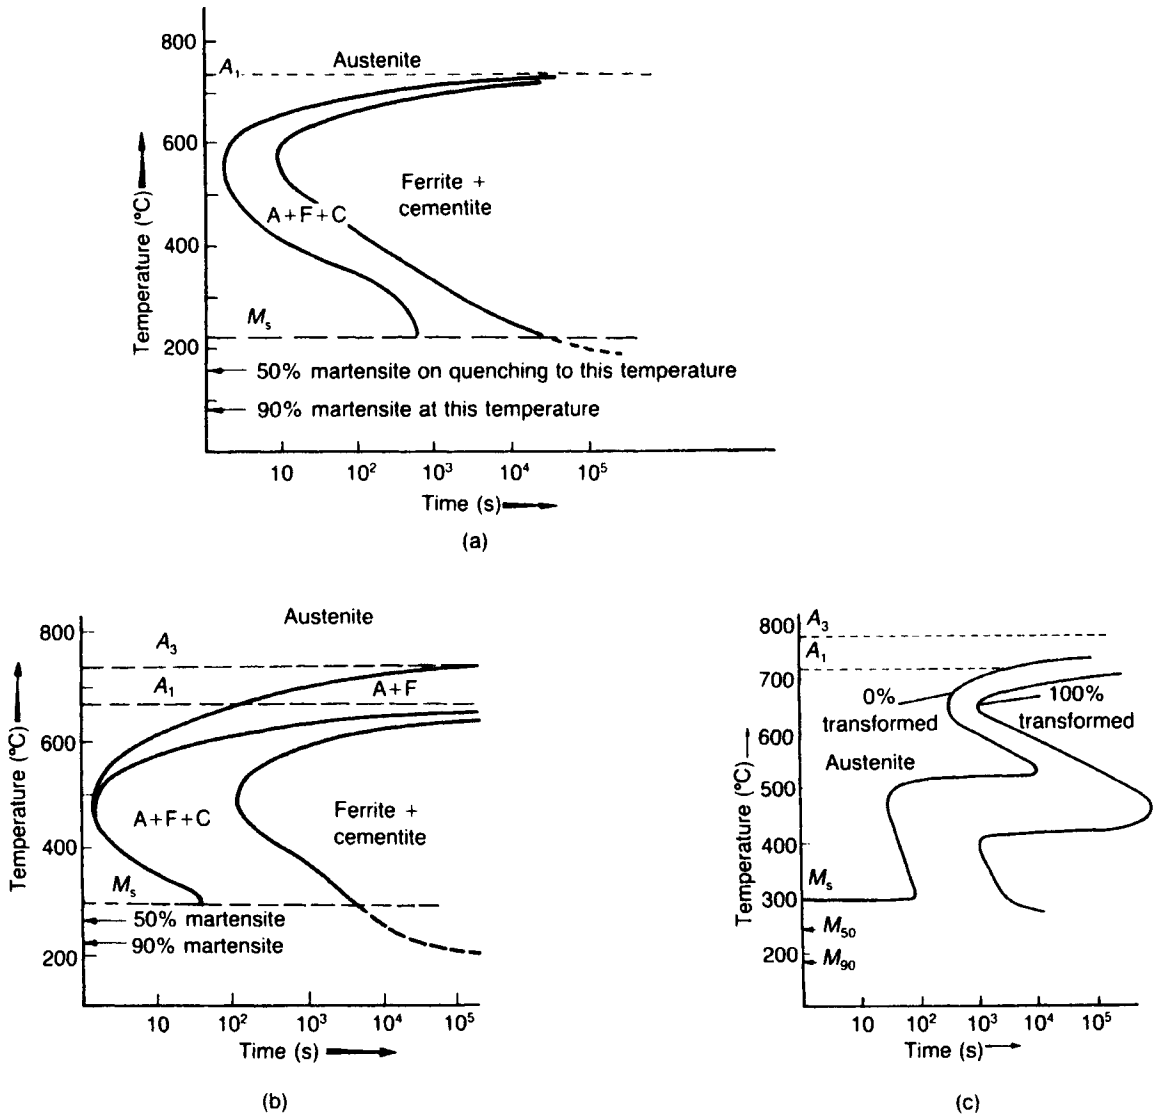 800
A₁
Austenite
600
Temperature (°C)
Ferrite +
cementite
A+F+C
400
Mₛ
200
50% martensite on quenching to this temperature
90% martensite at this temperature
10 10² 10³ 10⁴ 10⁵
Time (s)
(a)
Austenite
800
A₃
A₁
A+F
600
Temperature (°C)
A+F+C
Ferrite +
cementite
400
Mₛ
50% martensite
90% martensite
200
10 10² 10³ 10⁴ 10⁵
Time (s)
(b)
800
A₃
A₁
700
0%
transformed
100%
transformed
600
Austenite
Temperature (°C)
500
400
Mₛ
300
M₅₀
200
M₉₀
10 10² 10³ 10⁴ 10⁵
Time (s)
(c)